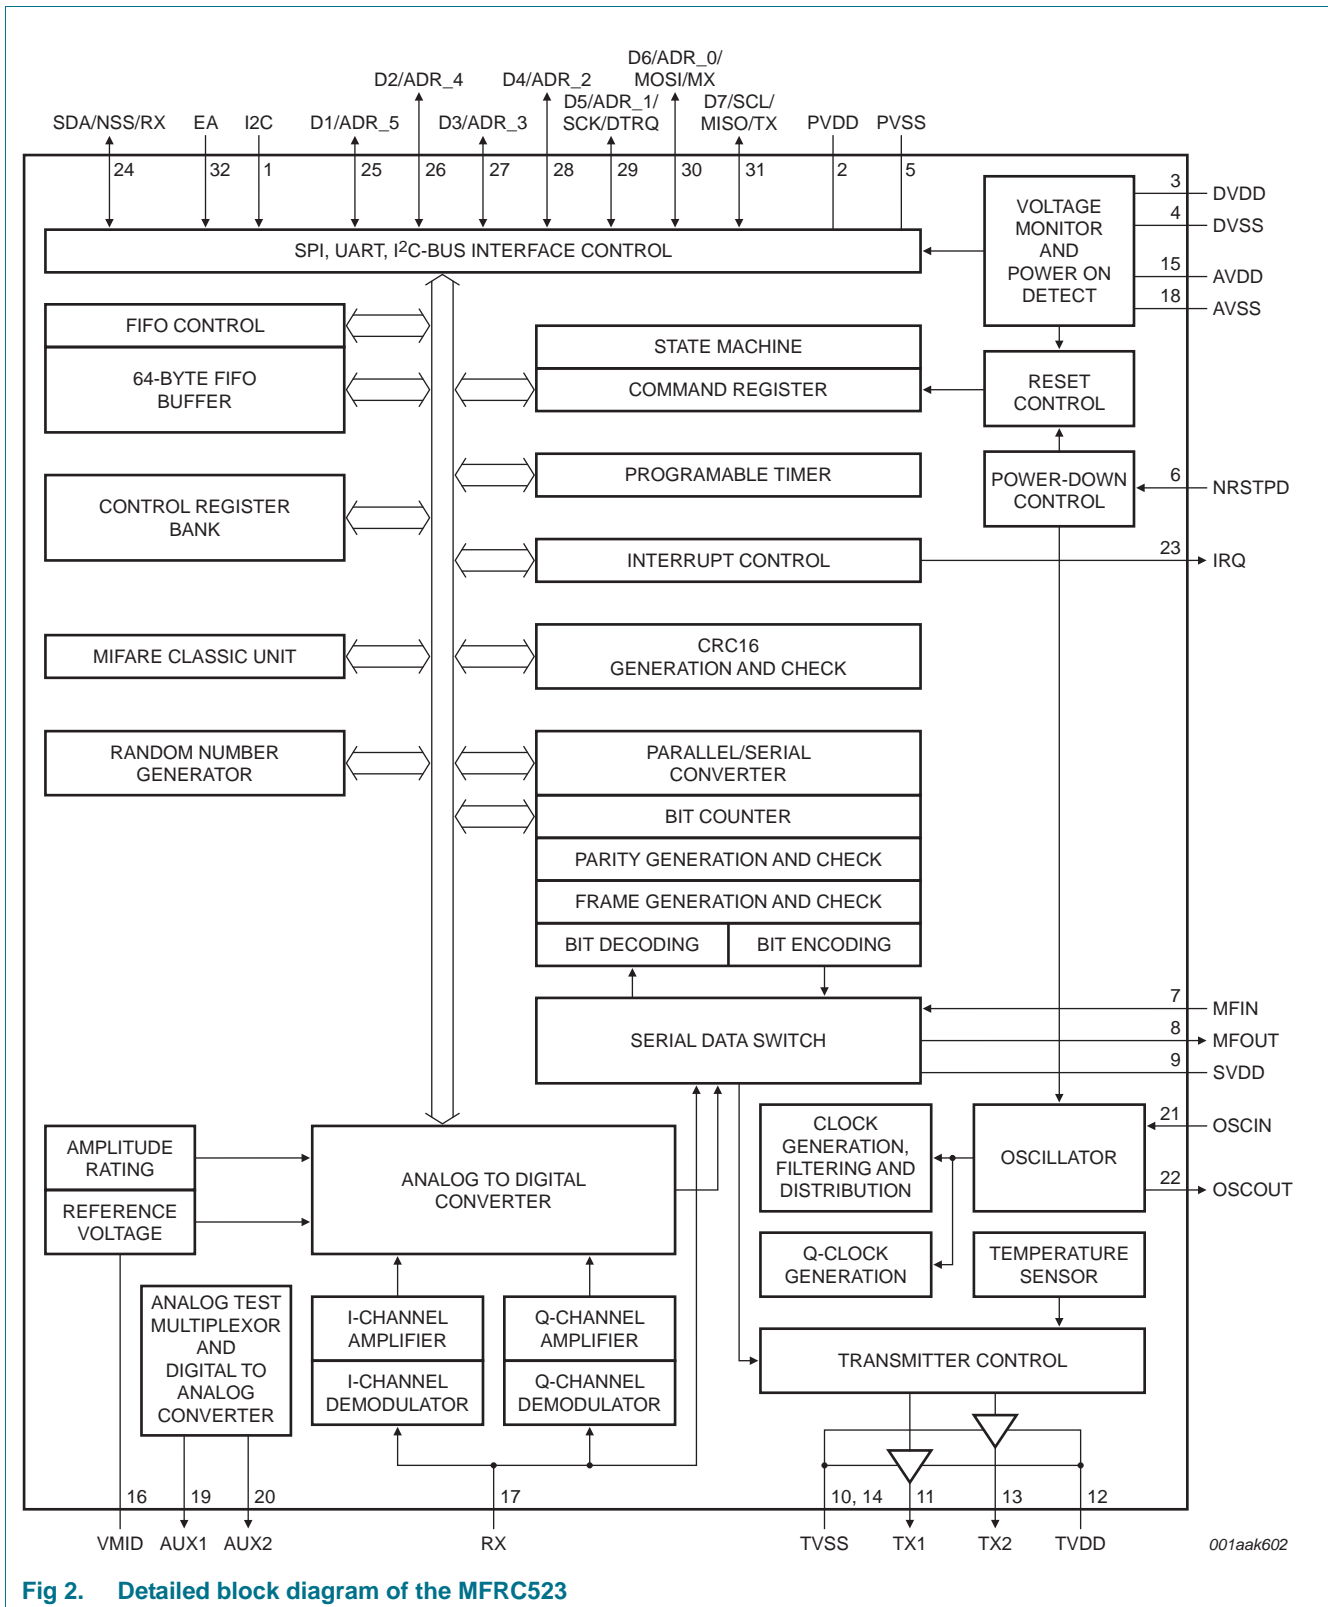 D6/ADR_0/
MOSI/MX
D2/ADR_4
D4/ADR_2
D5/ADR_1/
SCK/DTRQ
D7/SCL/
MISO/TX
SDA/NSS/RX
EA
I2C
D1/ADR_5
D3/ADR_3
PVDD
PVSS
24
32
1
25
26
27
28
29
30
31
2
5
SPI, UART, I2C-BUS INTERFACE CONTROL
VOLTAGE
MONITOR
AND
POWER ON
DETECT
3
DVDD
4
DVSS
15
AVDD
18
AVSS
FIFO CONTROL
64-BYTE FIFO
BUFFER
STATE MACHINE
COMMAND REGISTER
RESET
CONTROL
CONTROL REGISTER
BANK
PROGRAMABLE TIMER
POWER-DOWN
CONTROL
6
NRSTPD
INTERRUPT CONTROL
23
IRQ
MIFARE CLASSIC UNIT
CRC16
GENERATION AND CHECK
RANDOM NUMBER
GENERATOR
PARALLEL/SERIAL
CONVERTER
BIT COUNTER
PARITY GENERATION AND CHECK
FRAME GENERATION AND CHECK
BIT DECODING
BIT ENCODING
SERIAL DATA SWITCH
7
MFIN
8
MFOUT
9
SVDD
AMPLITUDE
RATING
REFERENCE
VOLTAGE
ANALOG TO DIGITAL
CONVERTER
CLOCK
GENERATION,
FILTERING AND
DISTRIBUTION
OSCILLATOR
21
OSCIN
22
OSCOUT
Q-CLOCK
GENERATION
TEMPERATURE
SENSOR
ANALOG TEST
MULTIPLEXOR
AND
DIGITAL TO
ANALOG
CONVERTER
I-CHANNEL
AMPLIFIER
I-CHANNEL
DEMODULATOR
Q-CHANNEL
AMPLIFIER
Q-CHANNEL
DEMODULATOR
TRANSMITTER CONTROL
16
19
20
17
10, 14
11
13
12
VMID
AUX1
AUX2
RX
TVSS
TX1
TX2
TVDD
001aak602
Fig 2. Detailed block diagram of the MFRC523